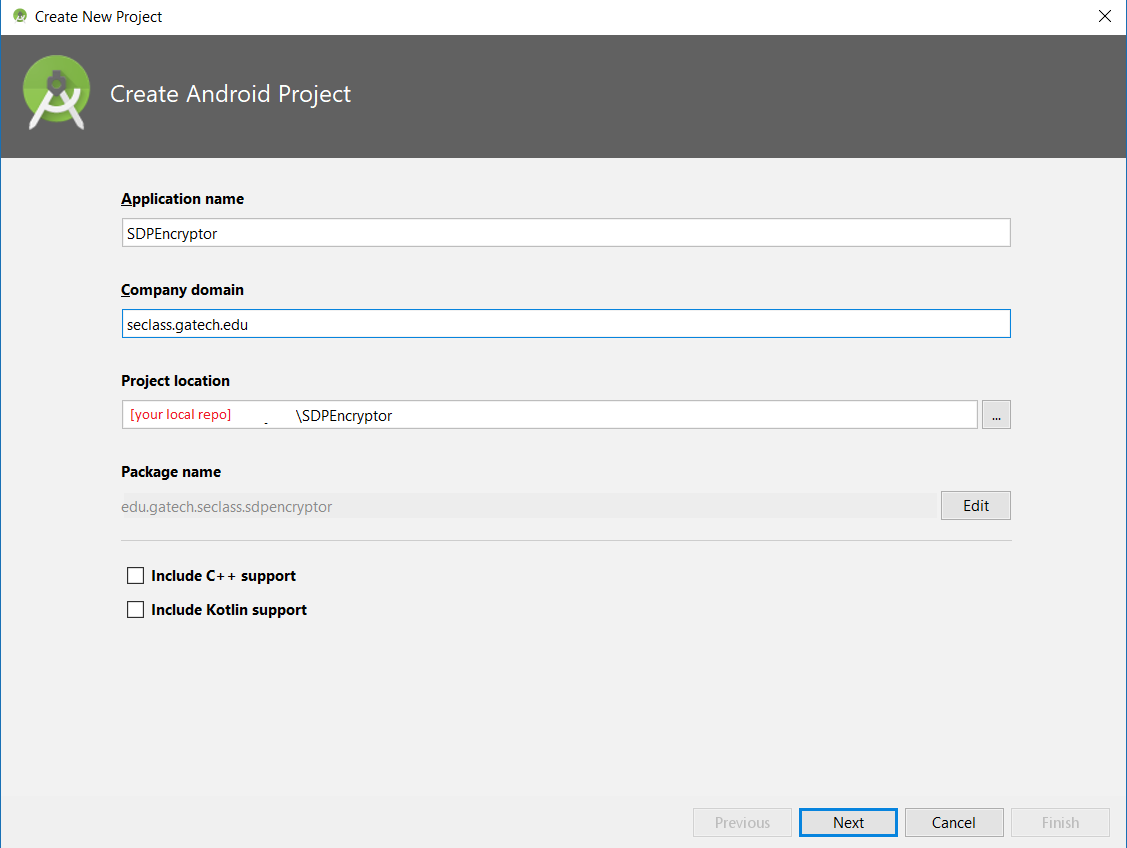 Create New Project
Create Android Project
Application name
SDPEncryptor
Company domain
seclass.gatech.edu
Project location
[your local repo] \SDPEncryptor
...
Package name
edu.gatech.seclass.sdpencryptor
Edit
Include C++ support
Include Kotlin support
Previous Next Cancel Finish